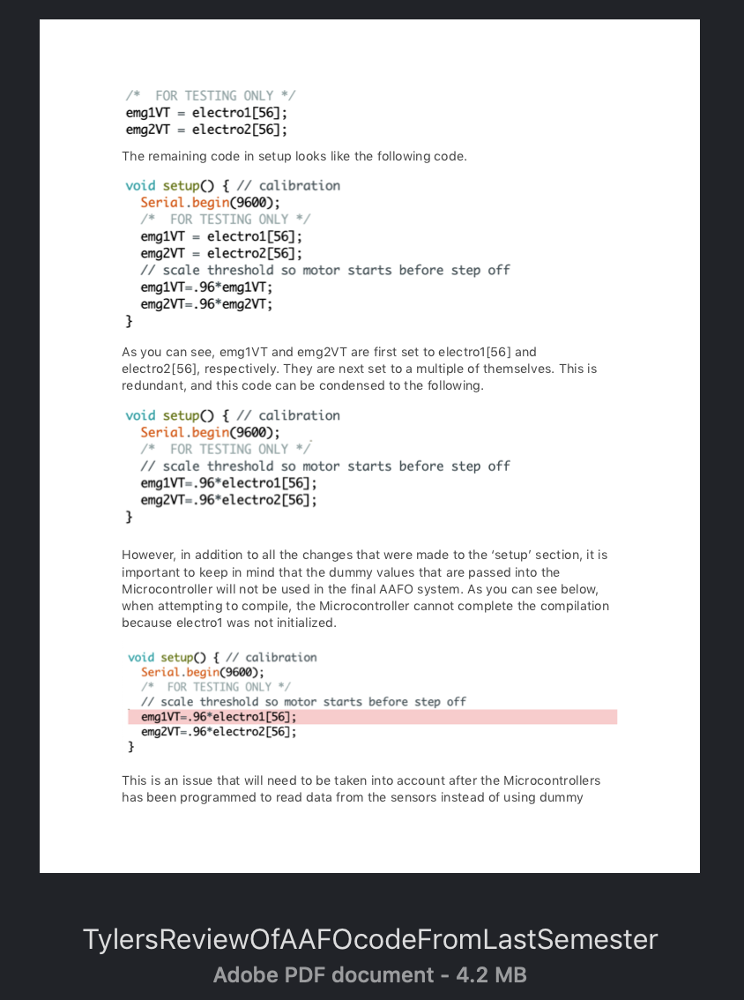 /*  FOR TESTING ONLY */
emg1VT = electro1[56];
emg2VT = electro2[56];
The remaining code in setup looks like the following code.
void setup() { // calibration
  Serial.begin(9600);
  /*  FOR TESTING ONLY */
  emg1VT = electro1[56];
  emg2VT = electro2[56];
  // scale threshold so motor starts before step off
  emg1VT=.96*emg1VT;
  emg2VT=.96*emg2VT;
}
As you can see, emg1VT and emg2VT are first set to electro1[56] and
electro2[56], respectively. They are next set to a multiple of themselves. This is
redundant, and this code can be condensed to the following.
void setup() { // calibration
  Serial.begin(9600);
  /*  FOR TESTING ONLY */
  // scale threshold so motor starts before step off
  emg1VT=.96*electro1[56];
  emg2VT=.96*electro2[56];
}
However, in addition to all the changes that were made to the ‘setup’ section, it is
important to keep in mind that the dummy values that are passed into the
Microcontroller will not be used in the final AAFO system. As you can see below,
when attempting to compile, the Microcontroller cannot complete the compilation
because electro1 was not initialized.
void setup() { // calibration
  Serial.begin(9600);
  /*  FOR TESTING ONLY */
  // scale threshold so motor starts before step off
  emg1VT=.96*electro1[56];
  emg2VT=.96*electro2[56];
}
This is an issue that will need to be taken into account after the Microcontrollers
has been programmed to read data from the sensors instead of using dummy
TylersReviewOfAAFOcodeFromLastSemester
Adobe PDF document - 4.2 MB